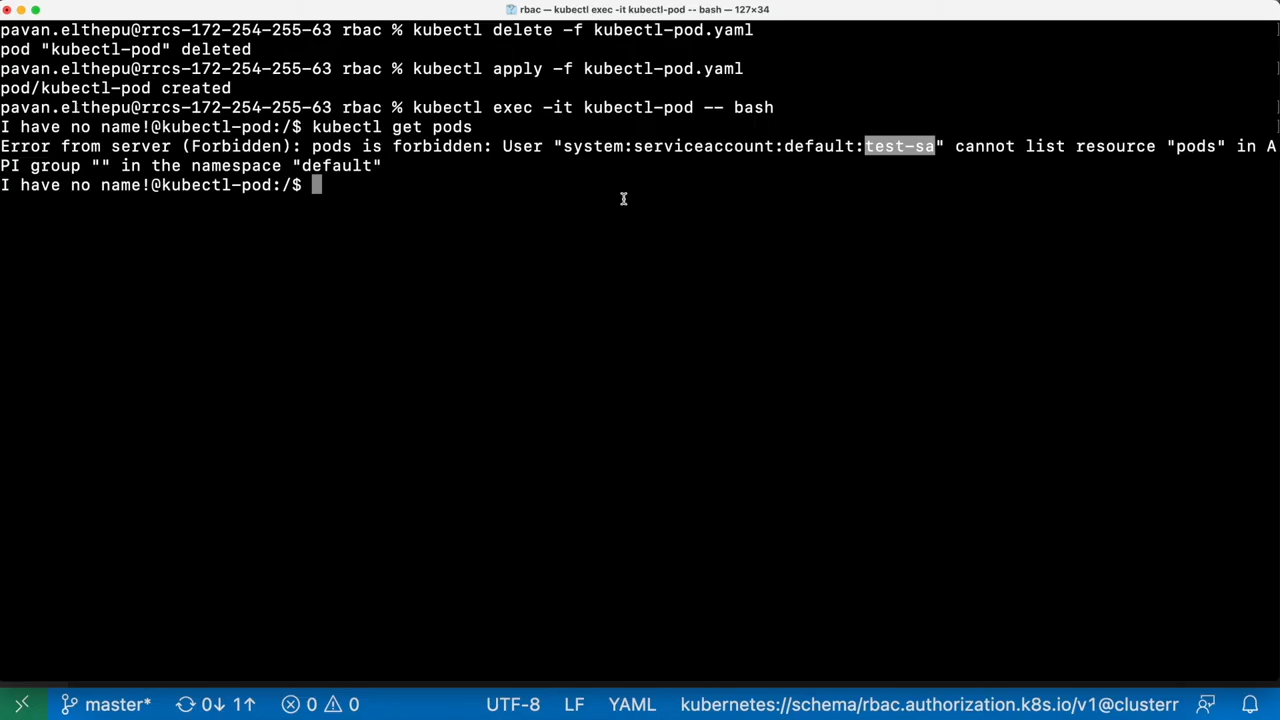 rbac — kubectl exec -it kubectl-pod -- bash — 127×34
pavan.elthepu@rrcs-172-254-255-63 rbac % kubectl delete -f kubectl-pod.yaml
pod "kubectl-pod" deleted
pavan.elthepu@rrcs-172-254-255-63 rbac % kubectl apply -f kubectl-pod.yaml
pod/kubectl-pod created
pavan.elthepu@rrcs-172-254-255-63 rbac % kubectl exec -it kubectl-pod -- bash
I have no name!@kubectl-pod:/$ kubectl get pods
Error from server (Forbidden): pods is forbidden: User "system:serviceaccount:default:test-sa" cannot list resource "pods" in A
PI group "" in the namespace "default"
I have no name!@kubectl-pod:/$
master* 0↓ 1↑ 0 0 UTF-8 LF YAML kubernetes://schema/rbac.authorization.k8s.io/v1@clusterr